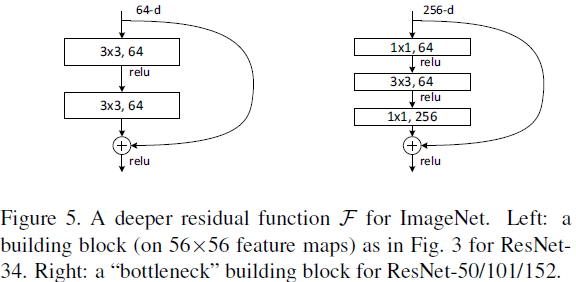 64-d
3x3, 64
relu
3x3, 64
+
relu
256-d
1x1, 64
relu
3x3, 64
relu
1x1, 256
+
relu
Figure 5. A deeper residual function F for ImageNet. Left: a
building block (on 56×56 feature maps) as in Fig. 3 for ResNet-
34. Right: a “bottleneck” building block for ResNet-50/101/152.